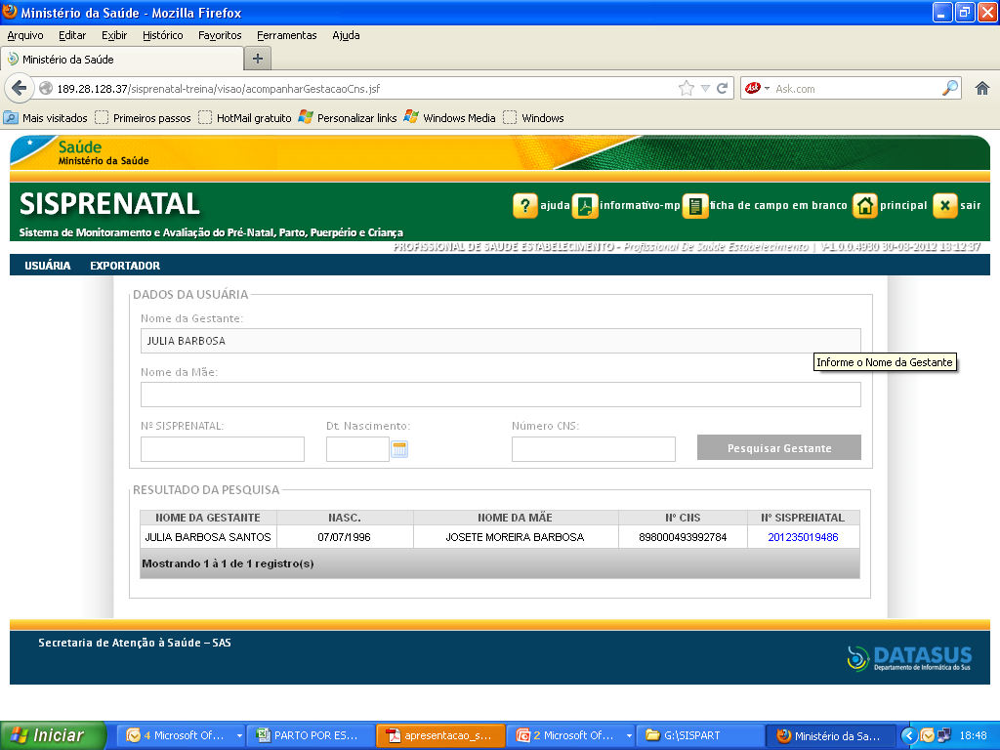 Ministério da Saúde - Mozilla Firefox
Arquivo Editar Exibir Histórico Favoritos Ferramentas Ajuda
Ministério da Saúde
189.28.128.37/sisprenatal-treina/visao/acompanharGestacaoCns.jsf
Ask Ask.com
Mais visitados Primeiros passos HotMail gratuito Personalizar links Windows Media Windows
Saúde
Ministério da Saúde
SISPRENATAL
? ajuda informativo-mp ficha de campo em branco principal sair
Sistema de Monitoramento e Avaliação do Pré-Natal, Parto, Puerpério e Criança
PROFISSIONAL DE SAUDE ESTABELECIMENTO - Profissional De Saúde Estabelecimento | V-1.0.0.4930 30-08-2012 18:12:37
USUÁRIA EXPORTADOR
DADOS DA USUÁRIA
Nome da Gestante:
JULIA BARBOSA
Informe o Nome da Gestante
Nome da Mãe:
Nº SISPRENATAL: Dt. Nascimento: Número CNS:
Pesquisar Gestante
RESULTADO DA PESQUISA
NOME DA GESTANTE NASC. NOME DA MÃE Nº CNS Nº SISPRENATAL
JULIA BARBOSA SANTOS 07/07/1996 JOSETE MOREIRA BARBOSA 898000493992784 201235019486
Mostrando 1 à 1 de 1 registro(s)
Secretaria de Atenção à Saúde – SAS
DATASUS
Departamento de Informática do Sus
Iniciar 4 Microsoft Of... PARTO POR ES... apresentacao_s... 2 Microsoft Of... G:\SISPART Ministério da Sa... 18:48